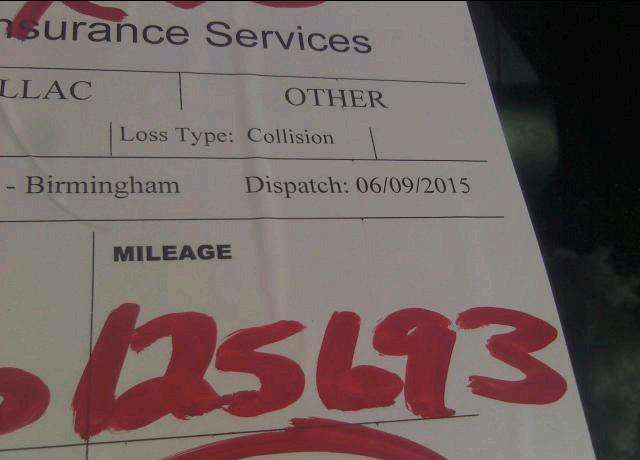 nsurance Services
LLAC OTHER
Loss Type: Collision
- Birmingham Dispatch: 06/09/2015
MILEAGE
125693